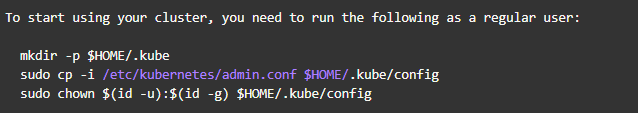 To start using your cluster, you need to run the following as a regular user:
mkdir -p $HOME/.kube
sudo cp -i /etc/kubernetes/admin.conf $HOME/.kube/config
sudo chown $(id -u):$(id -g) $HOME/.kube/config